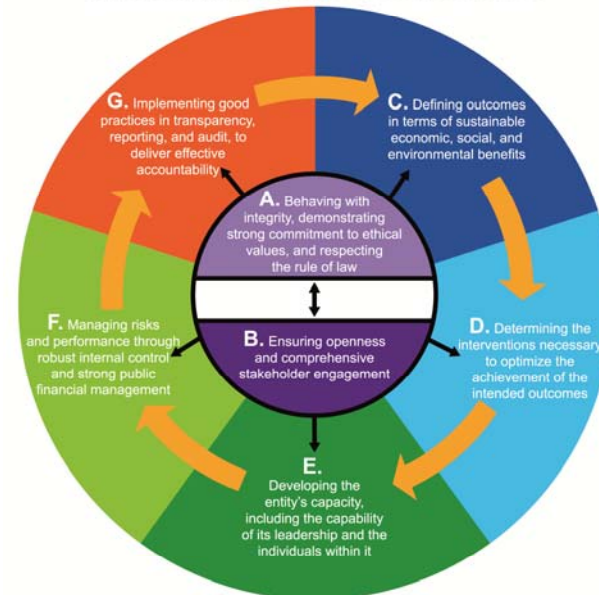 G. Implementing good
practices in transparency,
reporting, and audit, to
deliver effective
accountability
C. Defining outcomes
in terms of sustainable
economic, social, and
environmental benefits
A. Behaving with
integrity, demonstrating
strong commitment to ethical
values, and respecting
the rule of law
F. Managing risks
and performance through
robust internal control
and strong public
financial management
B. Ensuring openness
and comprehensive
stakeholder engagement
D. Determining the
interventions necessary
to optimize the
achievement of the
intended outcomes
E.
Developing the
entity's capacity,
including the capability
of its leadership and the
individuals within it